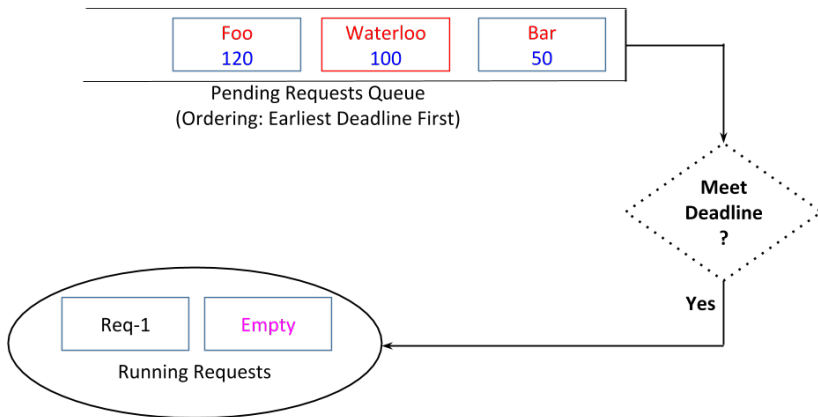 Foo
120
Waterloo
100
Bar
50
Pending Requests Queue
(Ordering: Earliest Deadline First)
Meet
Deadline
?
Yes
Req-1
Empty
Running Requests